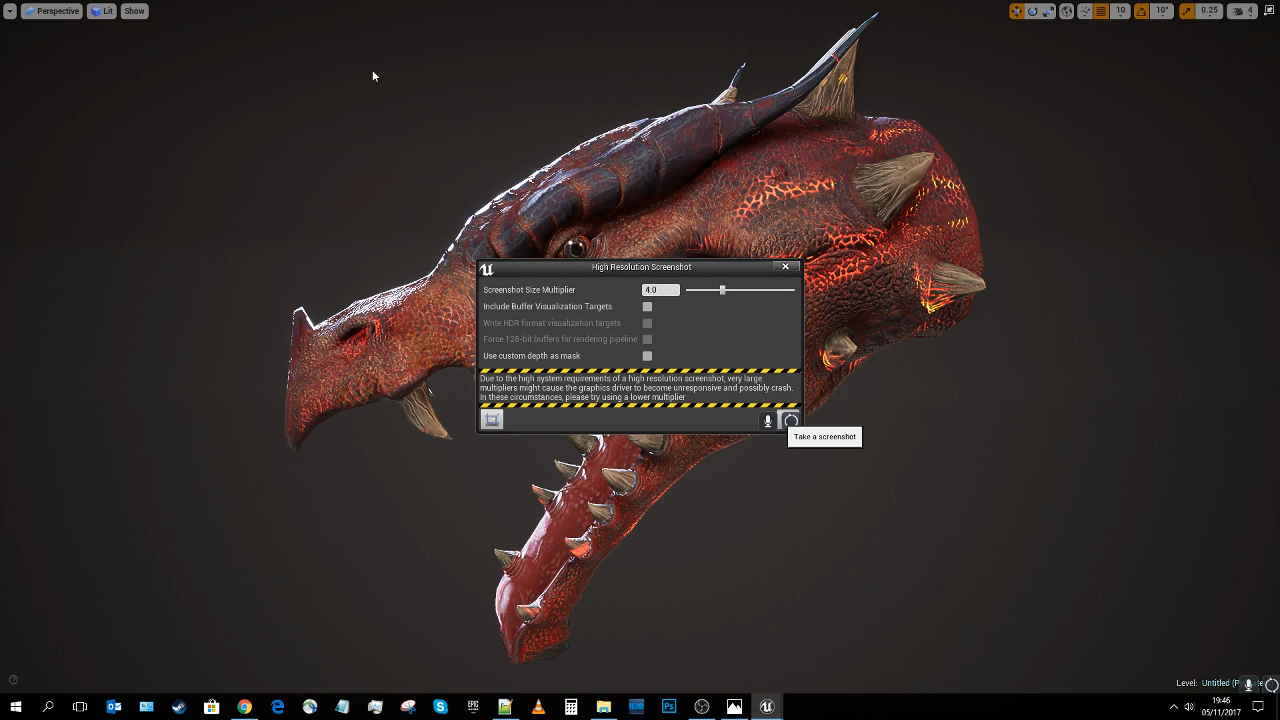 Perspective Lit Show
10 10° 0.25 4
High Resolution Screenshot
Screenshot Size Multiplier 4.0
Include Buffer Visualization Targets
Write HDR format visualization targets
Force 128-bit buffers for rendering pipeline
Use custom depth as mask
Due to the high system requirements of a high resolution screenshot, very large
multipliers might cause the graphics driver to become unresponsive and possibly crash.
In these circumstances, please try using a lower multiplier
Take a screenshot
Level: Untitled
EPIC
Ps
19:46
05/11/2017